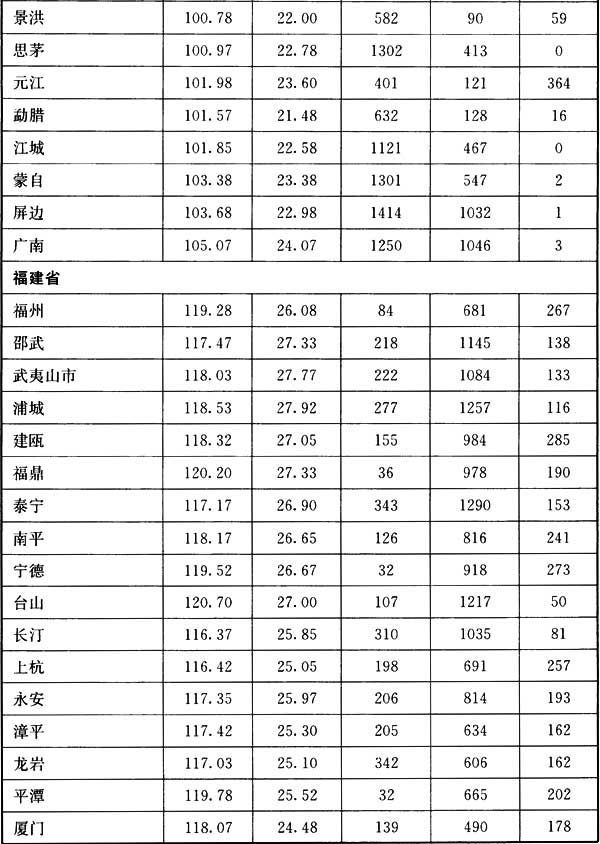 景洪 100.78 22.00 582 90 59
思茅 100.97 22.78 1302 413 0
元江 101.98 23.60 401 121 364
勐腊 101.57 21.48 632 128 16
江城 101.85 22.58 1121 467 0
蒙自 103.38 23.38 1301 547 2
屏边 103.68 22.98 1414 1032 1
广南 105.07 24.07 1250 1046 3
福建省
福州 119.28 26.08 84 681 267
邵武 117.47 27.33 218 1145 138
武夷山市 118.03 27.77 222 1084 133
浦城 118.53 27.92 277 1257 116
建瓯 118.32 27.05 155 984 285
福鼎 120.20 27.33 36 978 190
泰宁 117.17 26.90 343 1290 153
南平 118.17 26.65 126 816 241
宁德 119.52 26.67 32 918 273
台山 120.70 27.00 107 1217 50
长汀 116.37 25.85 310 1035 81
上杭 116.42 25.05 198 691 257
永安 117.35 25.97 206 814 193
漳平 117.42 25.30 205 634 162
龙岩 117.03 25.10 342 606 162
平潭 119.78 25.52 32 665 202
厦门 118.07 24.48 139 490 178